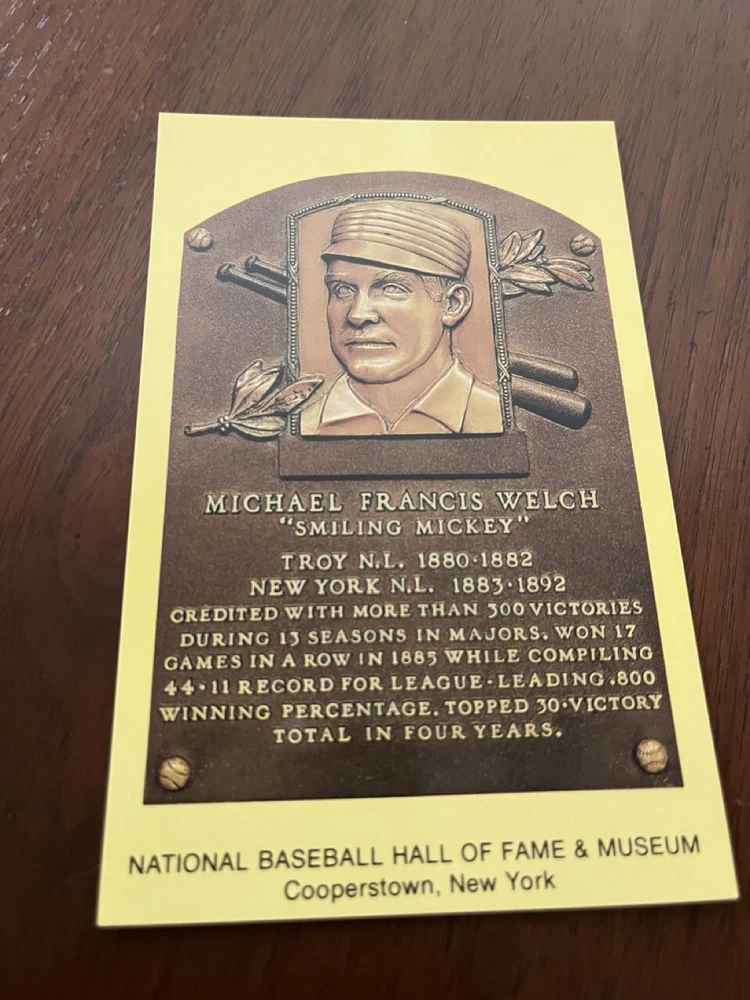 MICHAEL FRANCIS WELCH
"SMILING MICKEY"
TROY N.L. 1880·1882
NEW YORK N.L. 1883·1892
CREDITED WITH MORE THAN 300 VICTORIES
DURING 13 SEASONS IN MAJORS. WON 17
GAMES IN A ROW IN 1885 WHILE COMPILING
44·11 RECORD FOR LEAGUE·LEADING .800
WINNING PERCENTAGE. TOPPED 30·VICTORY
TOTAL IN FOUR YEARS.
NATIONAL BASEBALL HALL OF FAME & MUSEUM
Cooperstown, New York